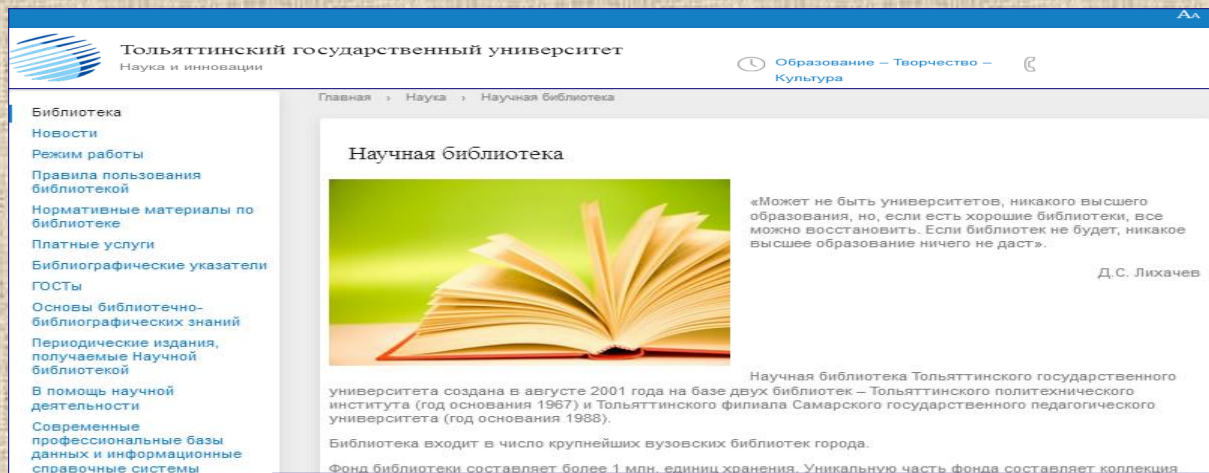 АА
Тольяттинский государственный университет
Наука и инновации
Образование – Творчество –
Культура
Библиотека
Новости
Режим работы
Правила пользования
библиотекой
Нормативные материалы по
библиотеке
Платные услуги
Библиографические указатели
ГОСТы
Основы библиотечно-
библиографических знаний
Периодические издания,
получаемые Научной
библиотекой
В помощь научной
деятельности
Современные
профессиональные базы
данных и информационные
справочные системы
Главная › Наука › Научная библиотека
Научная библиотека
«Может не быть университетов, никакого высшего
образования, но, если есть хорошие библиотеки, все
можно восстановить. Если библиотек не будет, никакое
высшее образование ничего не даст».
Д.С. Лихачев
Научная библиотека Тольяттинского государственного
университета создана в августе 2001 года на базе двух библиотек – Тольяттинского политехнического
института (год основания 1967) и Тольяттинского филиала Самарского государственного педагогического
университета (год основания 1988).
Библиотека входит в число крупнейших вузовских библиотек города.
Фонд библиотеки составляет более 1 млн. единиц хранения. Уникальную часть фонда составляет коллекция